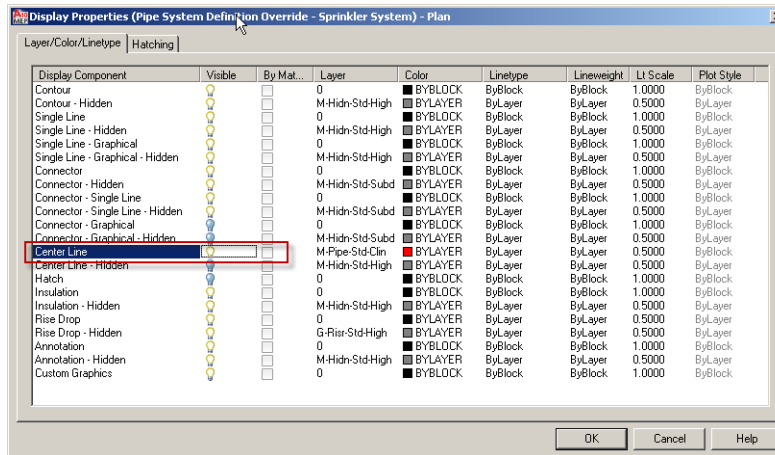 Display Properties (Pipe System Definition Override - Sprinkler System) - Plan
Layer/Color/Linetype Hatching
Display Component Visible By Mat... Layer Color Linetype Lineweight Lt Scale Plot Style
Contour 0 BYBLOCK ByBlock ByBlock 1.0000 ByBlock
Contour - Hidden M-Hidn-Std-High BYLAYER ByLayer ByLayer 0.5000 ByLayer
Single Line 0 BYBLOCK ByBlock ByBlock 1.0000 ByBlock
Single Line - Hidden M-Hidn-Std-High BYLAYER ByLayer ByLayer 0.5000 ByLayer
Single Line - Graphical 0 BYBLOCK ByBlock ByBlock 1.0000 ByBlock
Single Line - Graphical - Hidden M-Hidn-Std-High BYLAYER ByLayer ByLayer 0.5000 ByLayer
Connector 0 BYBLOCK ByBlock ByBlock 1.0000 ByBlock
Connector - Hidden M-Hidn-Std-Subd BYLAYER ByLayer ByLayer 0.5000 ByLayer
Connector - Single Line 0 BYBLOCK ByBlock ByBlock 1.0000 ByBlock
Connector - Single Line - Hidden M-Hidn-Std-Subd BYLAYER ByLayer ByLayer 0.5000 ByLayer
Connector - Graphical 0 BYBLOCK ByBlock ByBlock 1.0000 ByBlock
Connector - Graphical - Hidden M-Hidn-Std-Subd BYLAYER ByLayer ByLayer 0.5000 ByLayer
Center Line M-Pipe-Std-Clin BYLAYER ByLayer ByLayer 0.5000 ByLayer
Center Line - Hidden M-Hidn-Std-High BYLAYER ByLayer ByLayer 0.5000 ByLayer
Hatch 0 BYBLOCK ByBlock ByBlock 1.0000 ByBlock
Insulation 0 BYBLOCK ByBlock ByBlock 1.0000 ByBlock
Insulation - Hidden M-Hidn-Std-High BYLAYER ByLayer ByLayer 0.5000 ByLayer
Rise Drop 0 BYBLOCK ByBlock ByBlock 1.0000 ByBlock
Rise Drop - Hidden G-Risr-Std-High BYLAYER ByLayer ByLayer 0.5000 ByLayer
Annotation 0 BYBLOCK ByBlock ByBlock 1.0000 ByBlock
Annotation - Hidden M-Hidn-Std-High BYLAYER ByLayer ByLayer 0.5000 ByLayer
Custom Graphics 0 BYBLOCK ByBlock ByBlock 1.0000 ByBlock
OK Cancel Help